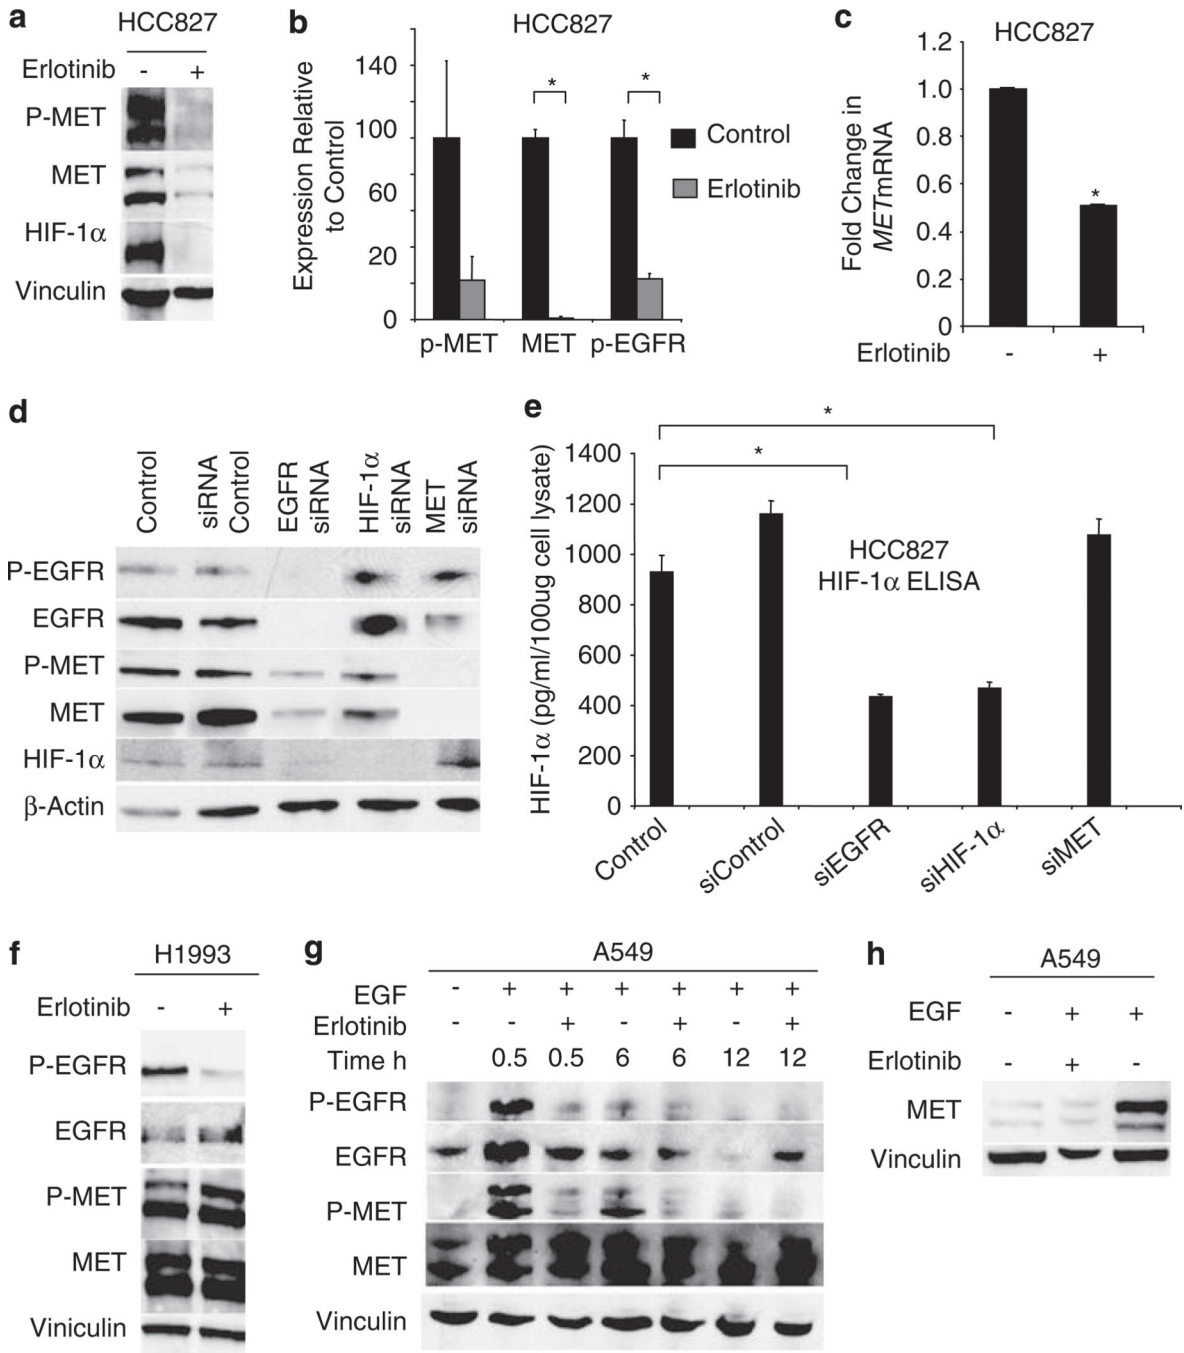 a
HCC827
Erlotinib - +
P-MET
MET
HIF-1α
Vinculin
b
HCC827
Expression Relative
to Control
140
100
60
20
0
* *
Control
Erlotinib
p-MET MET p-EGFR
c
HCC827
Fold Change in
METmRNA
1.2
1.0
0.8
0.6
0.4
0.2
0
*
Erlotinib - +
d
Control
siRNA
Control
EGFR
siRNA
HIF-1α
siRNA
MET
siRNA
P-EGFR
EGFR
P-MET
MET
HIF-1α
β-Actin
e
*
*
HIF-1α (pg/ml/100ug cell lysate)
1400
1200
1000
800
600
400
200
0
HCC827
HIF-1α ELISA
Control
siControl
siEGFR
siHIF-1α
siMET
f
H1993
Erlotinib - +
P-EGFR
EGFR
P-MET
MET
Viniculin
g
A549
EGF - + + + + + +
Erlotinib - - + - + - +
Time h 0.5 0.5 6 6 12 12
P-EGFR
EGFR
P-MET
MET
Vinculin
h
A549
EGF - + +
Erlotinib - + -
MET
Vinculin